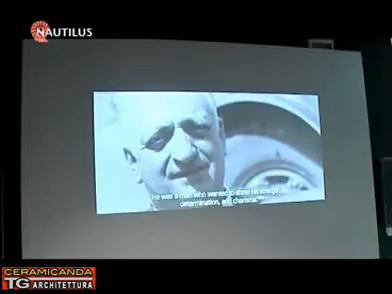 NAUTILUS
He was a man who wanted to show his strength,
determination, and charisma.
CERAMICANDA
TG ARCHITETTURA